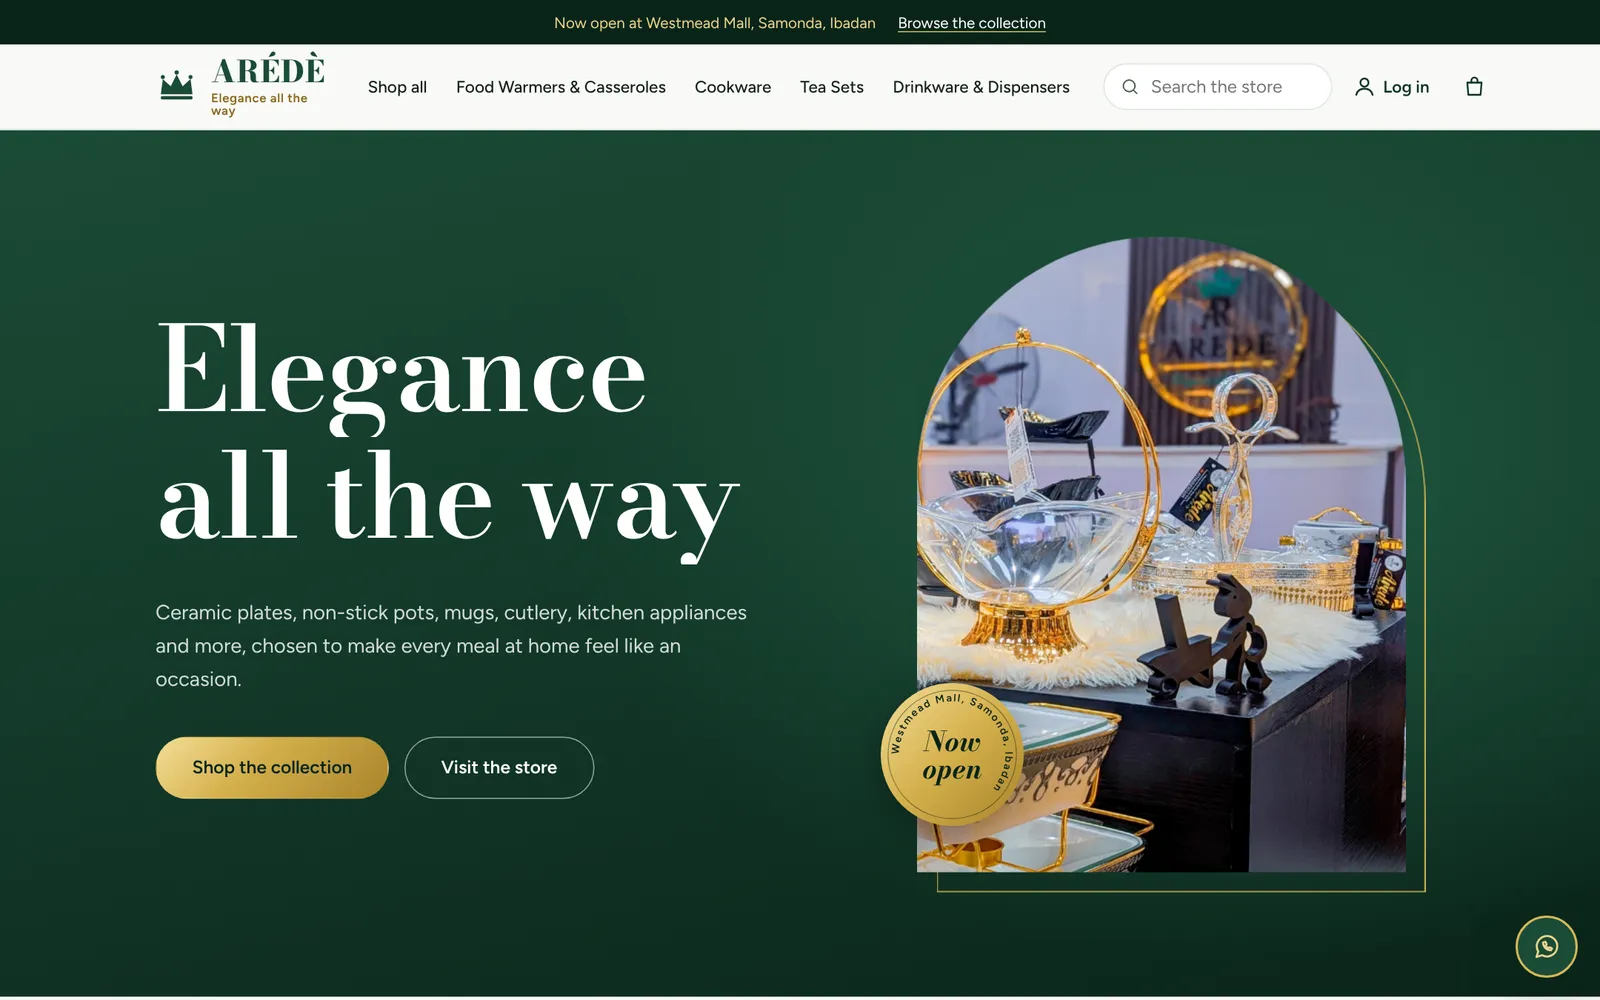 Now open at Westmead Mall, Samonda, Ibadan Browse the collection
ARÉDÈ
Elegance all the
way
Shop all Food Warmers & Casseroles Cookware Tea Sets Drinkware & Dispensers Search the store Log in
Elegance
all the way
Ceramic plates, non-stick pots, mugs, cutlery, kitchen appliances
and more, chosen to make every meal at home feel like an
occasion.
Shop the collection Visit the store
AREDE
Westmead Mall, Samonda, Ibadan
Now
open